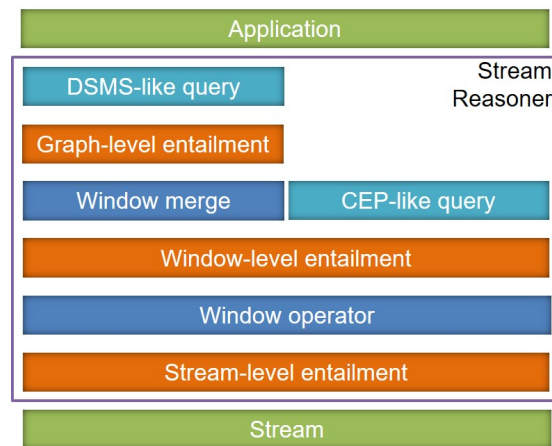 Application
Stream
Reasoner
DSMS-like query
Graph-level entailment
Window merge
CEP-like query
Window-level entailment
Window operator
Stream-level entailment
Stream